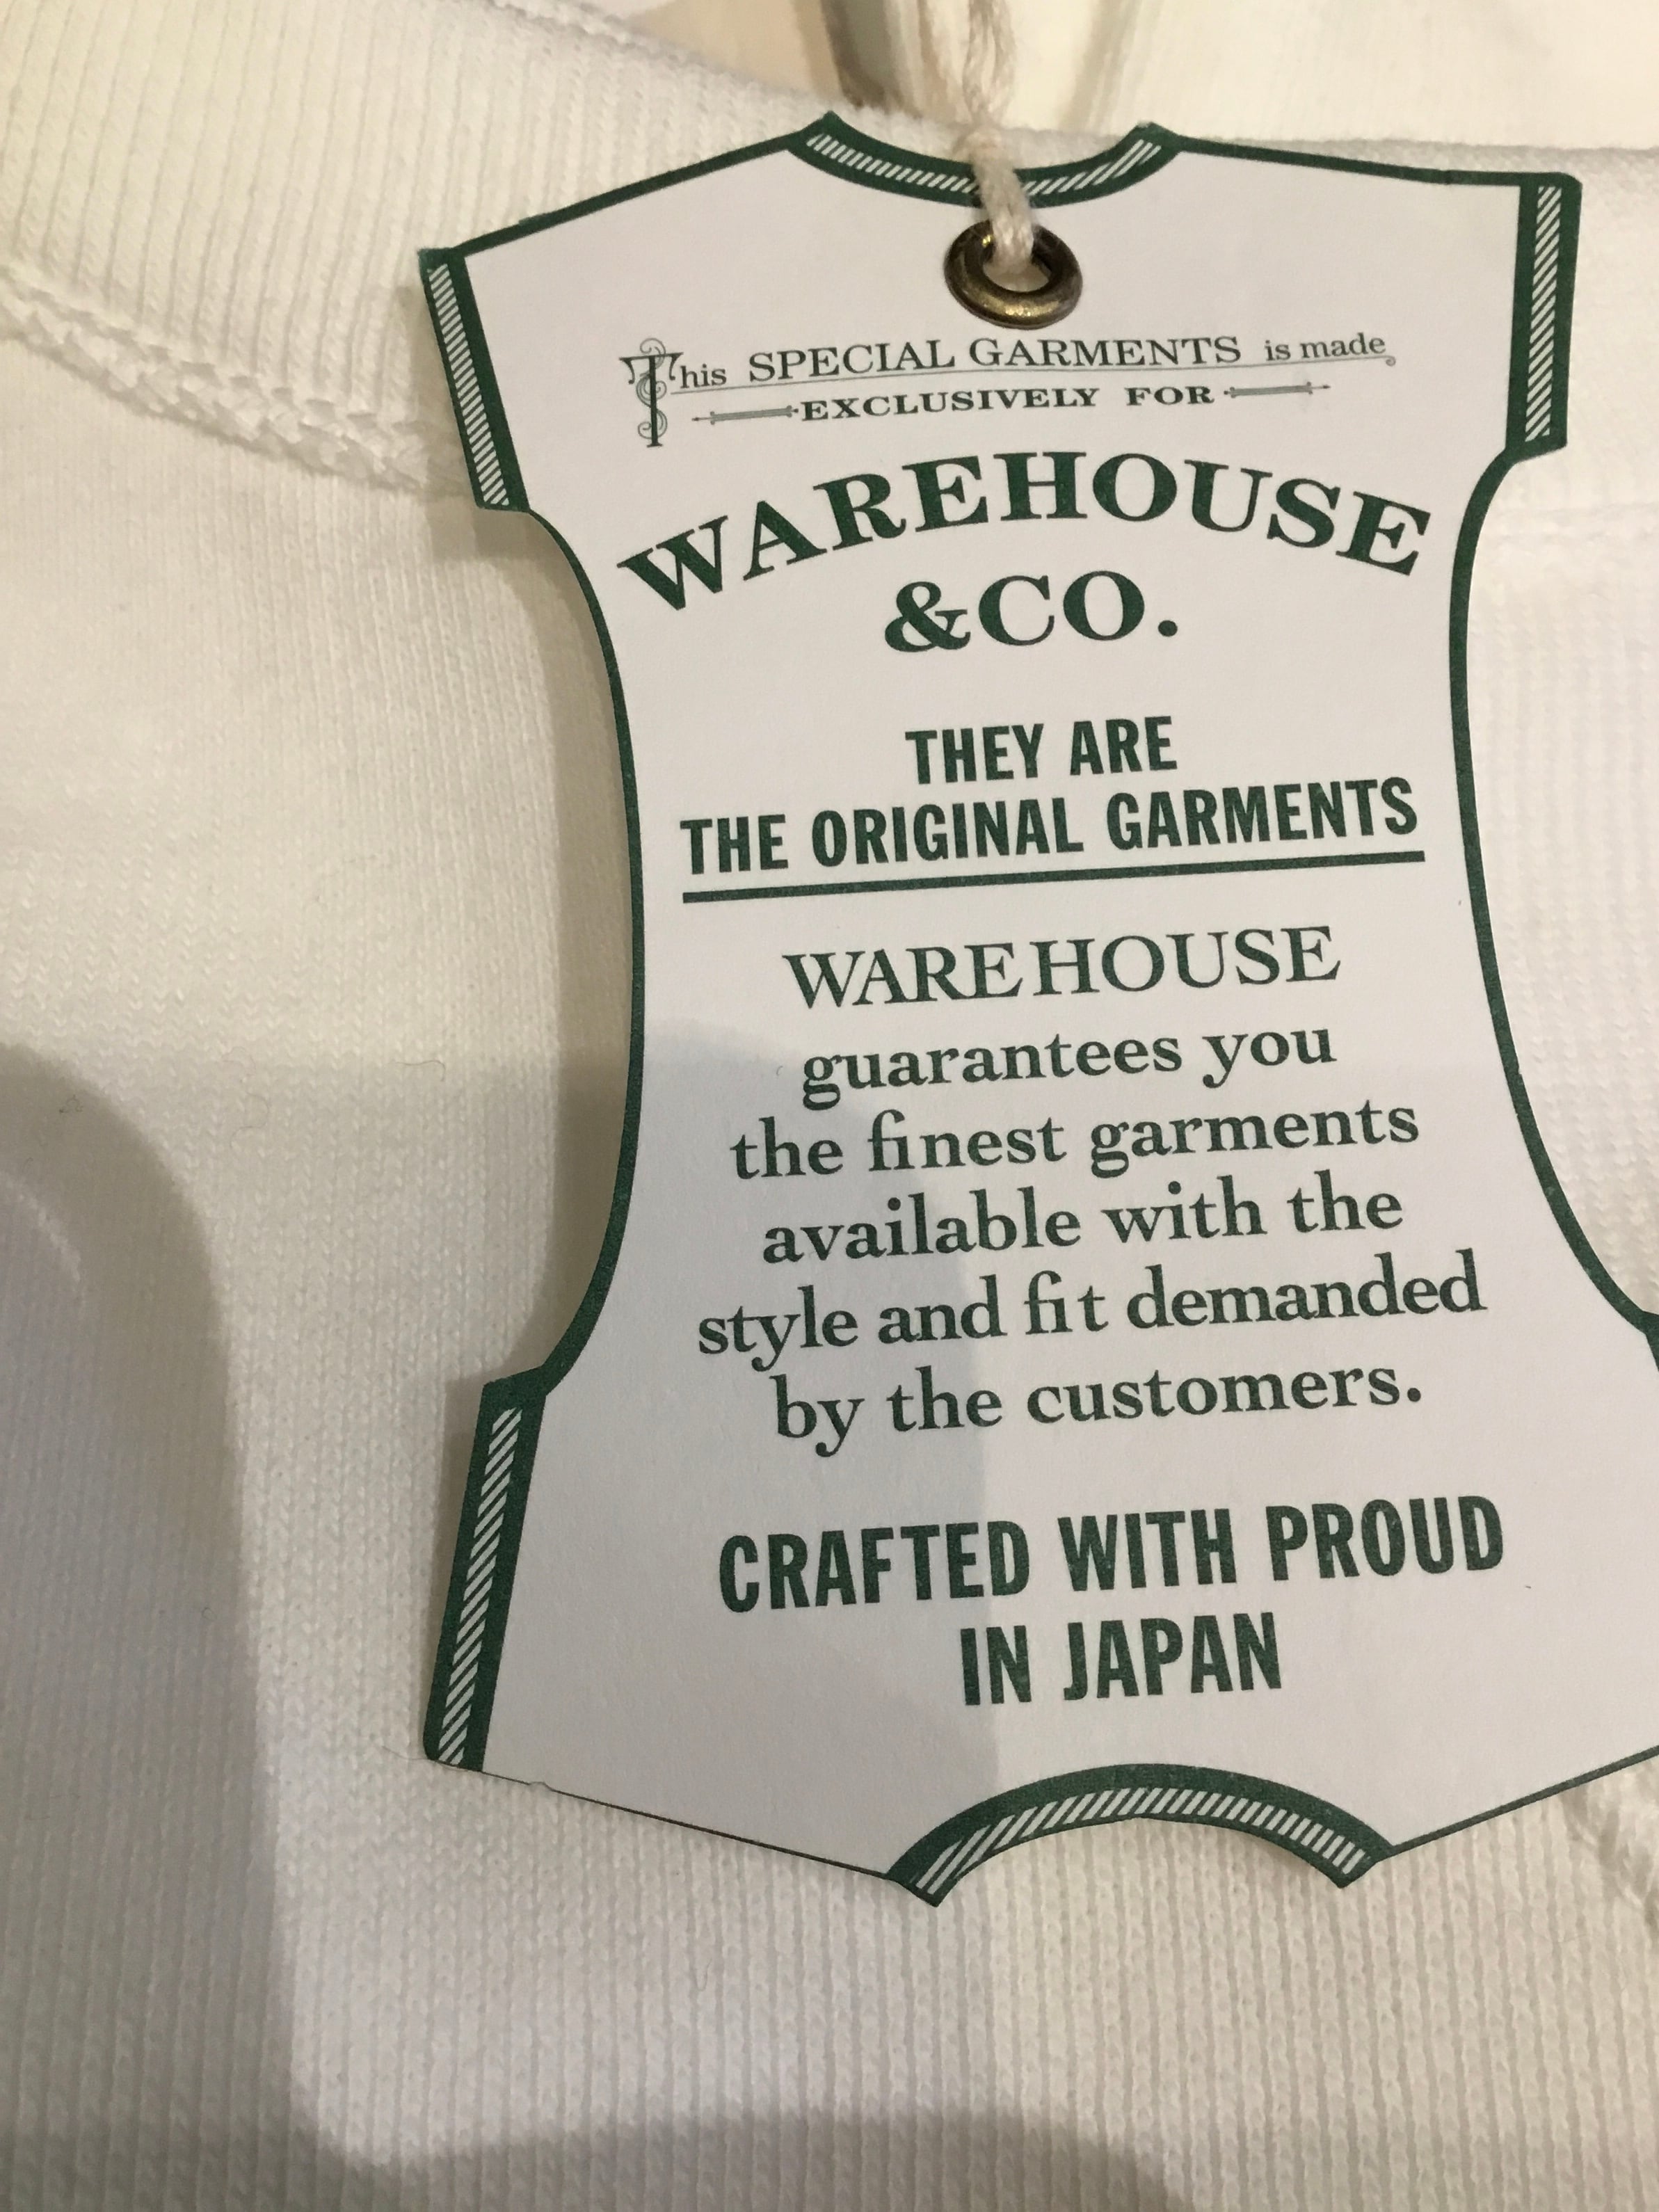 This SPECIAL GARMENTS is made
EXCLUSIVELY FOR
WAREHOUSE
&CO.
THEY ARE
THE ORIGINAL GARMENTS
WAREHOUSE
guarantees you
the finest garments
available with the
style and fit demanded
by the customers.
CRAFTED WITH PROUD
IN JAPAN